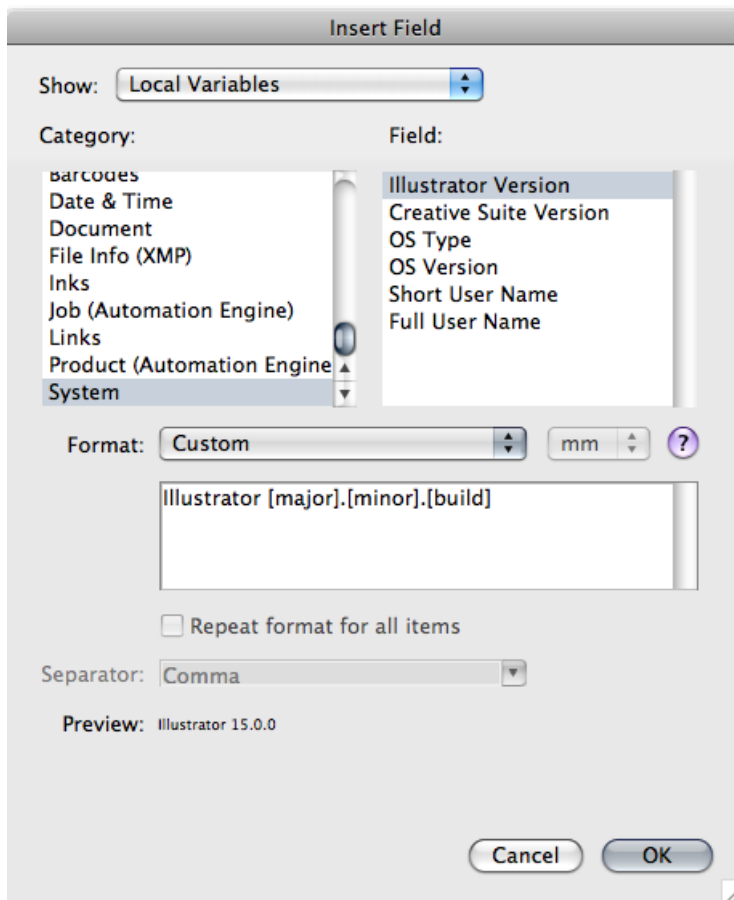 Insert Field
Show: Local Variables
Category: Field:
Barcodes
Date & Time
Document
File Info (XMP)
Inks
Job (Automation Engine)
Links
Product (Automation Engine
System
Illustrator Version
Creative Suite Version
OS Type
OS Version
Short User Name
Full User Name
Format: Custom mm ?
Illustrator [major].[minor].[build]
Repeat format for all items
Separator: Comma
Preview: Illustrator 15.0.0
Cancel OK